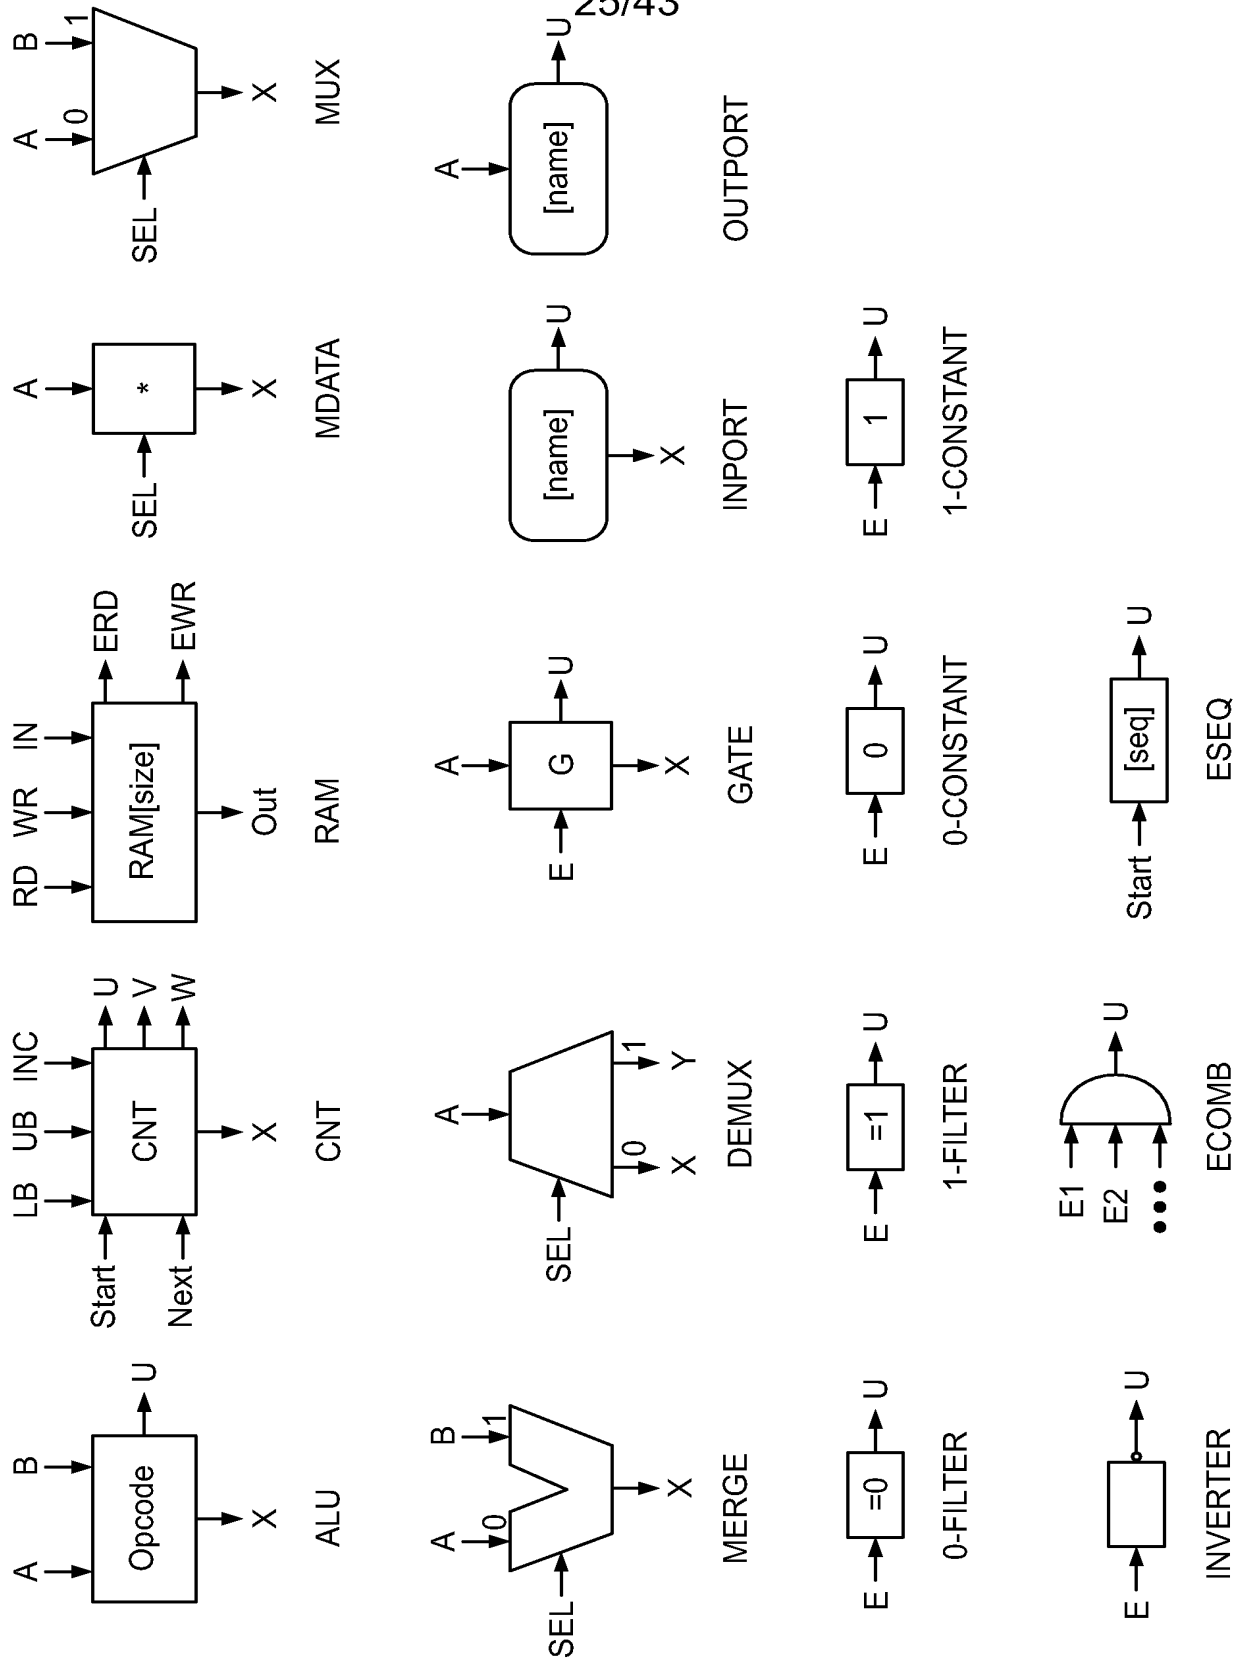 25/43
A B
Opcode U
X
ALU
LB UB INC
Start U
CNT V
Next W
X
CNT
RD WR IN
ERD
RAM[size]
EWR
Out
RAM
A
SEL * 
X
MDATA
A B
0 1
SEL
X
MUX
A B
0 1
SEL
X
MERGE
A
SEL
0 1
X Y
DEMUX
A
E G U
X
GATE
[name] U
X
INPORT
A
[name] U
OUTPORT
E =0 U
0-FILTER
E =1 U
1-FILTER
E 0 U
0-CONSTANT
E 1 U
1-CONSTANT
E U
INVERTER
E1
E2 U
•••
ECOMB
Start [seq] U
ESEQ